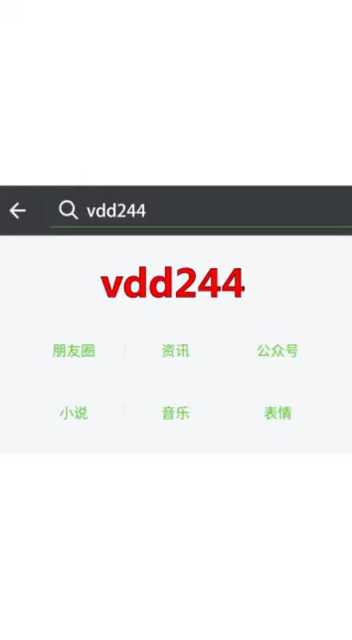 vdd244
vdd244
朋友圈 资讯 公众号
小说 音乐 表情